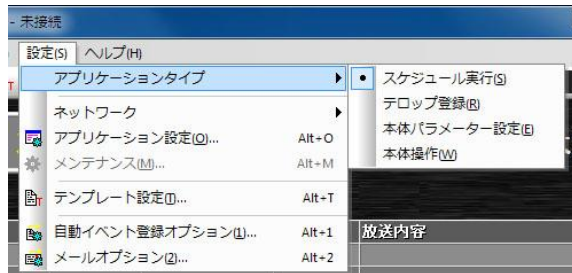 - 未接続
設定(S) ヘルプ(H)
アプリケーションタイプ
ネットワーク
アプリケーション設定(O)... Alt+O
メンテナンス(M)... Alt+M
テンプレート設定(T)... Alt+T
自動イベント登録オプション(1)... Alt+1
メールオプション(2)... Alt+2
スケジュール実行(S)
テロップ登録(R)
本体パラメーター設定(E)
本体操作(W)
放送内容